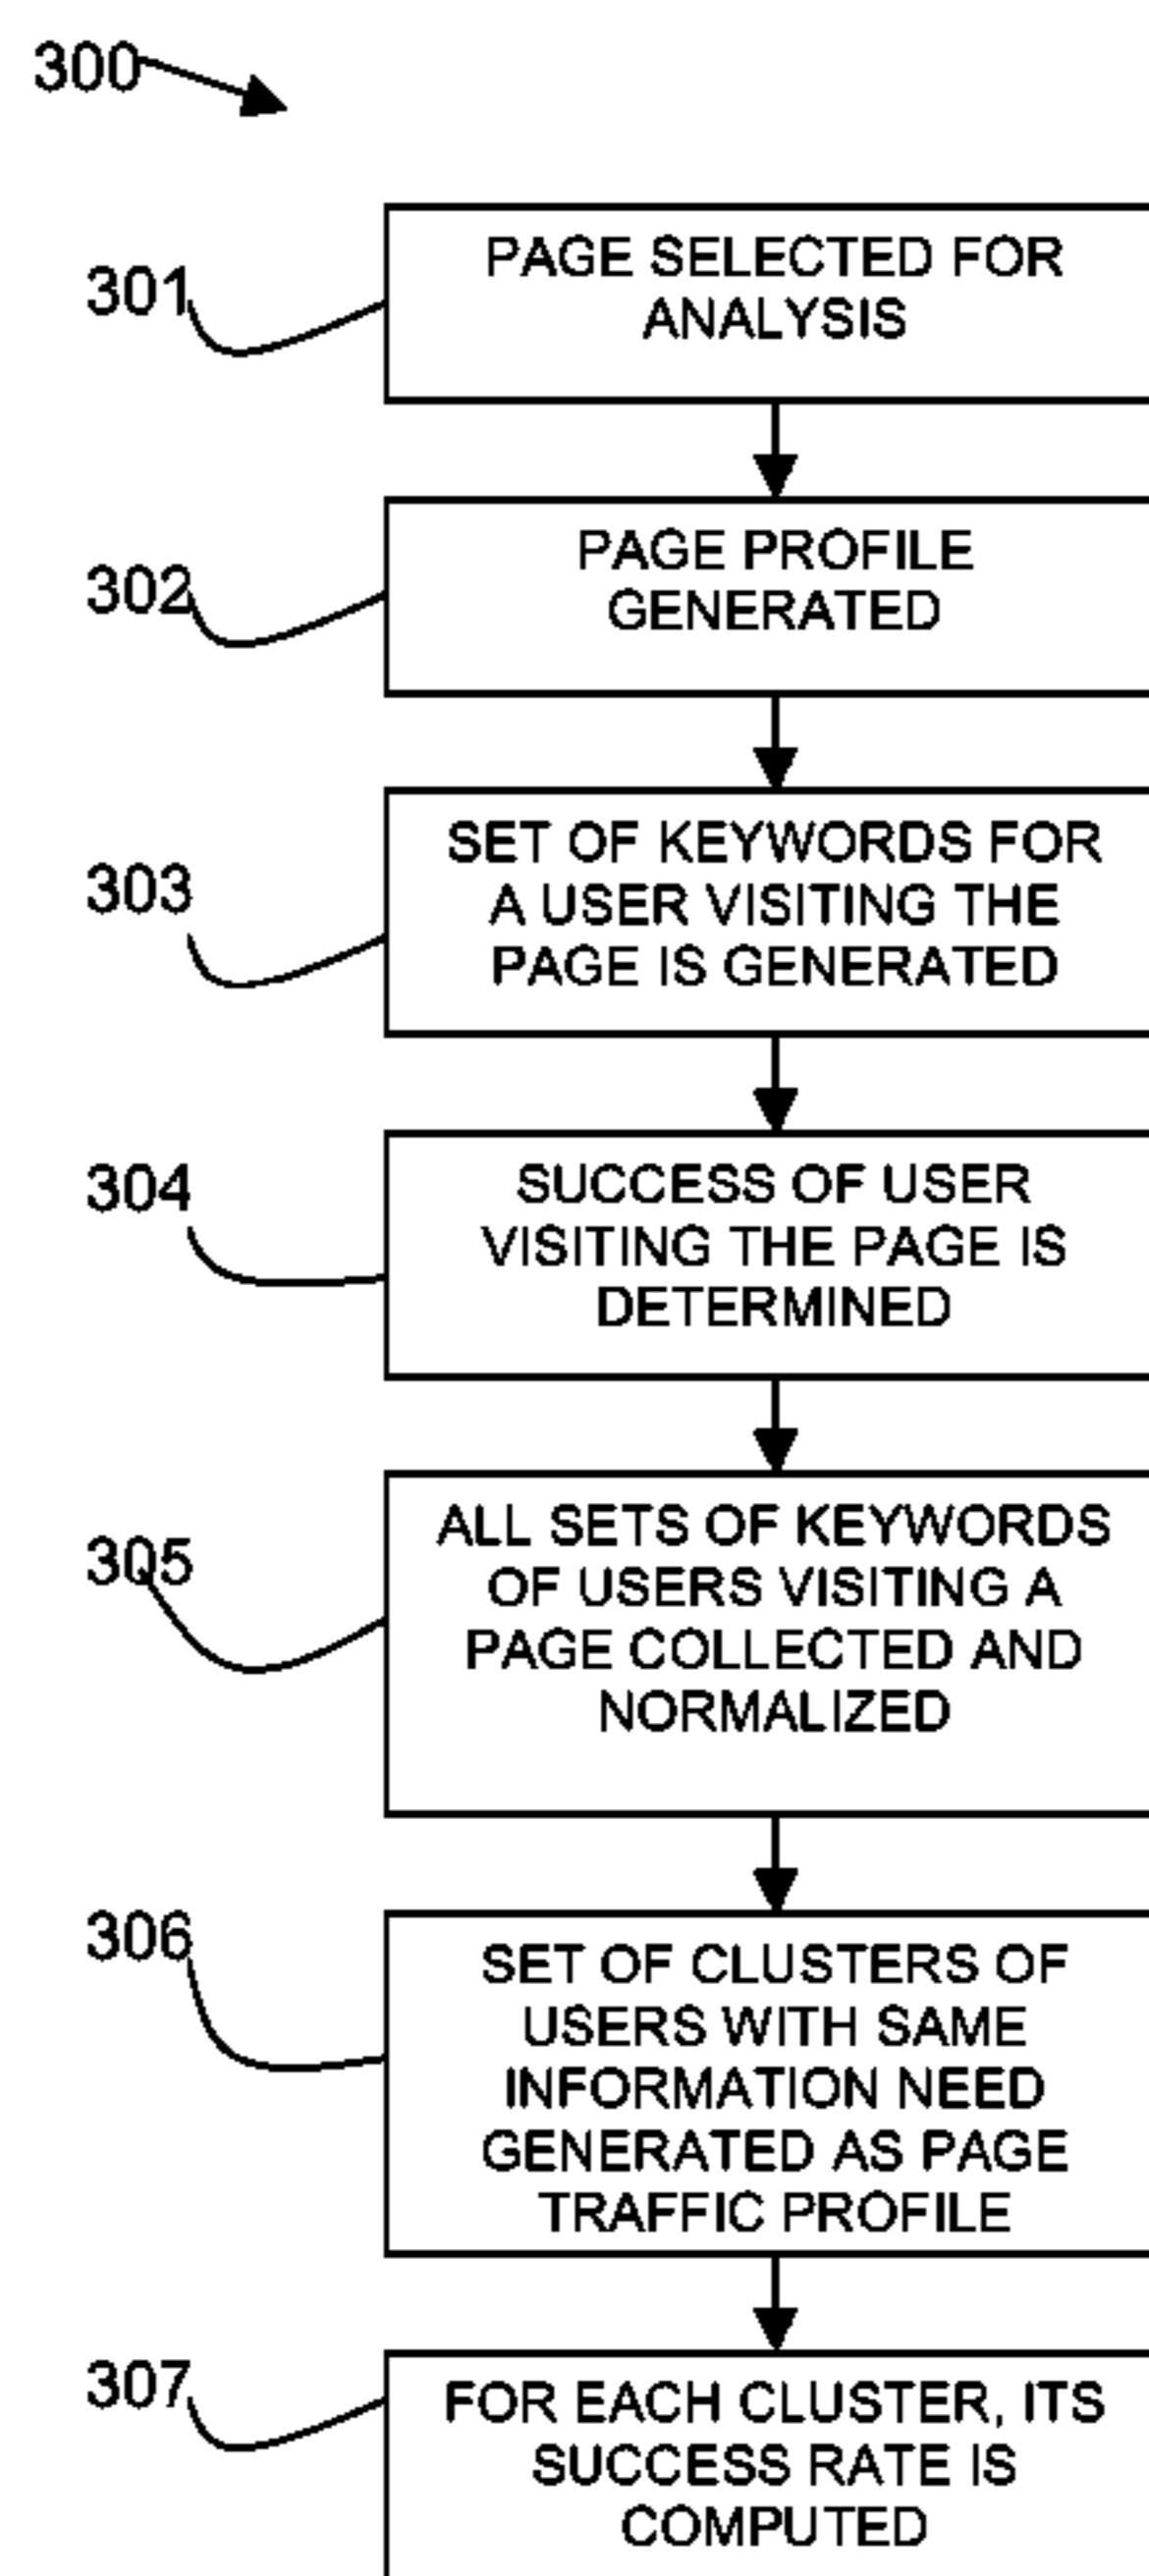 300
301
PAGE SELECTED FOR
ANALYSIS
302
PAGE PROFILE
GENERATED
303
SET OF KEYWORDS FOR
A USER VISITING THE
PAGE IS GENERATED
304
SUCCESS OF USER
VISITING THE PAGE IS
DETERMINED
305
ALL SETS OF KEYWORDS
OF USERS VISITING A
PAGE COLLECTED AND
NORMALIZED
306
SET OF CLUSTERS OF
USERS WITH SAME
INFORMATION NEED
GENERATED AS PAGE
TRAFFIC PROFILE
307
FOR EACH CLUSTER, ITS
SUCCESS RATE IS
COMPUTED